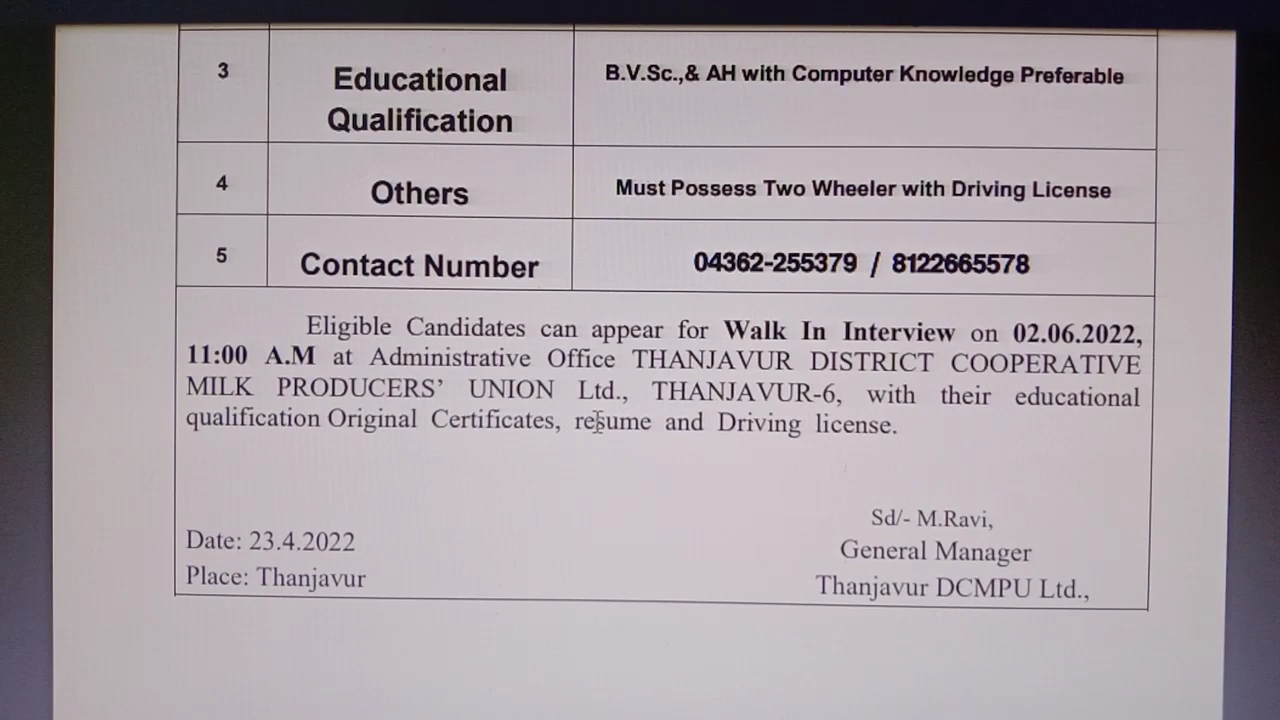 3 Educational Qualification B.V.Sc.,& AH with Computer Knowledge Preferable
4 Others Must Possess Two Wheeler with Driving License
5 Contact Number 04362-255379 / 8122665578
Eligible Candidates can appear for Walk In Interview on 02.06.2022,
11:00 A.M at Administrative Office THANJAVUR DISTRICT COOPERATIVE
MILK PRODUCERS' UNION Ltd., THANJAVUR-6, with their educational
qualification Original Certificates, resume and Driving license.
Sd/- M.Ravi,
Date: 23.4.2022 General Manager
Place: Thanjavur Thanjavur DCMPU Ltd.,